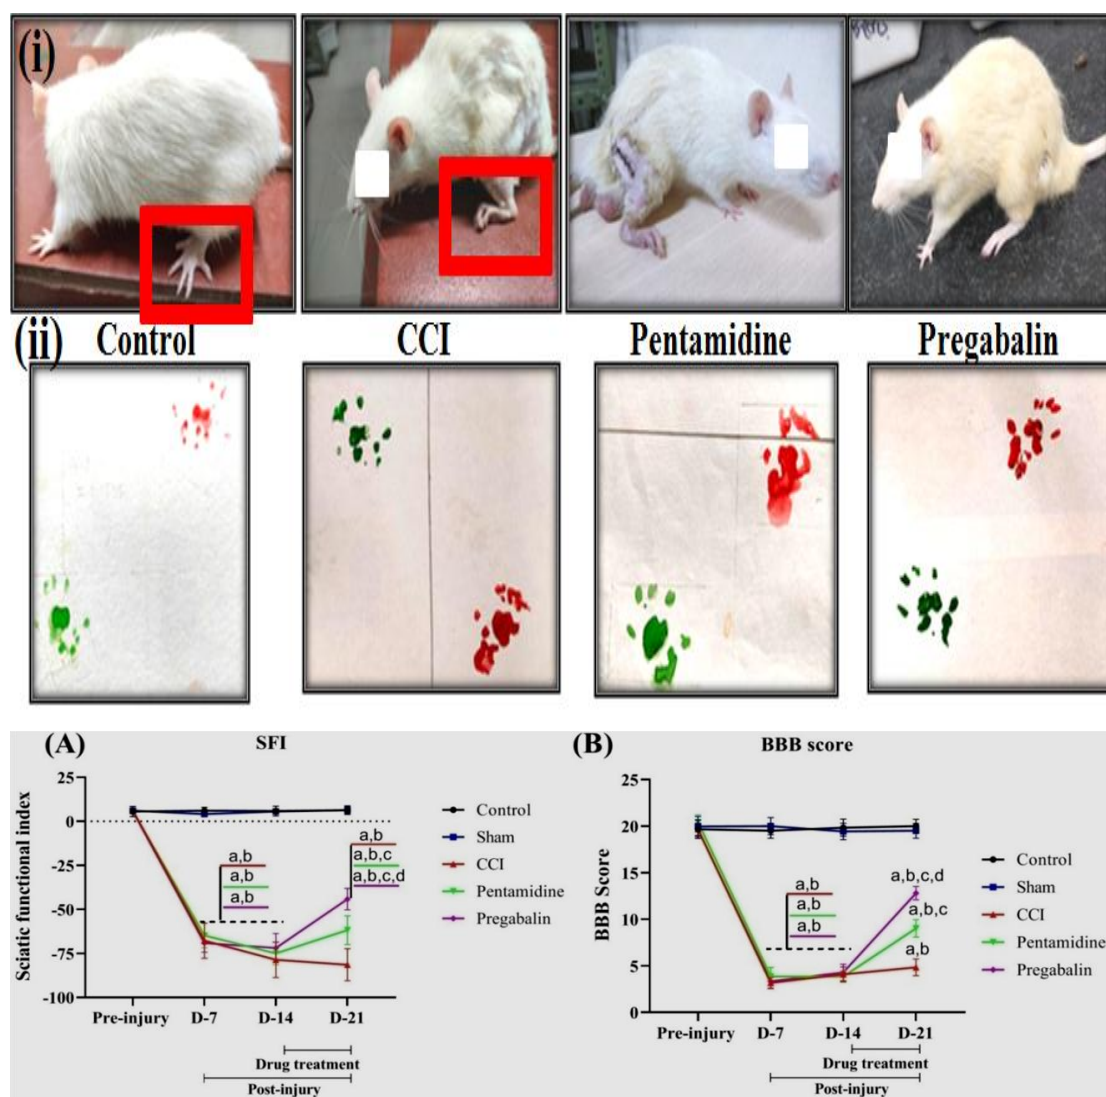 (i)
(ii)
Control
CCI
Pentamidine
Pregabalin
(A)
SFI
Sciatic functional index
25
0
-25
-50
-75
-100
Pre-injury
D-7
D-14
D-21
a,b
a,b
a,b
a,b
a,b,c
a,b,c,d
Control
Sham
CCI
Pentamidine
Pregabalin
Drug treatment
Post-injury
(B)
BBB score
BBB Score
25
20
15
10
5
0
Pre-injury
D-7
D-14
D-21
a,b
a,b
a,b
a,b,c,d
a,b,c
a,b
Control
Sham
CCI
Pentamidine
Pregabalin
Drug treatment
Post-injury